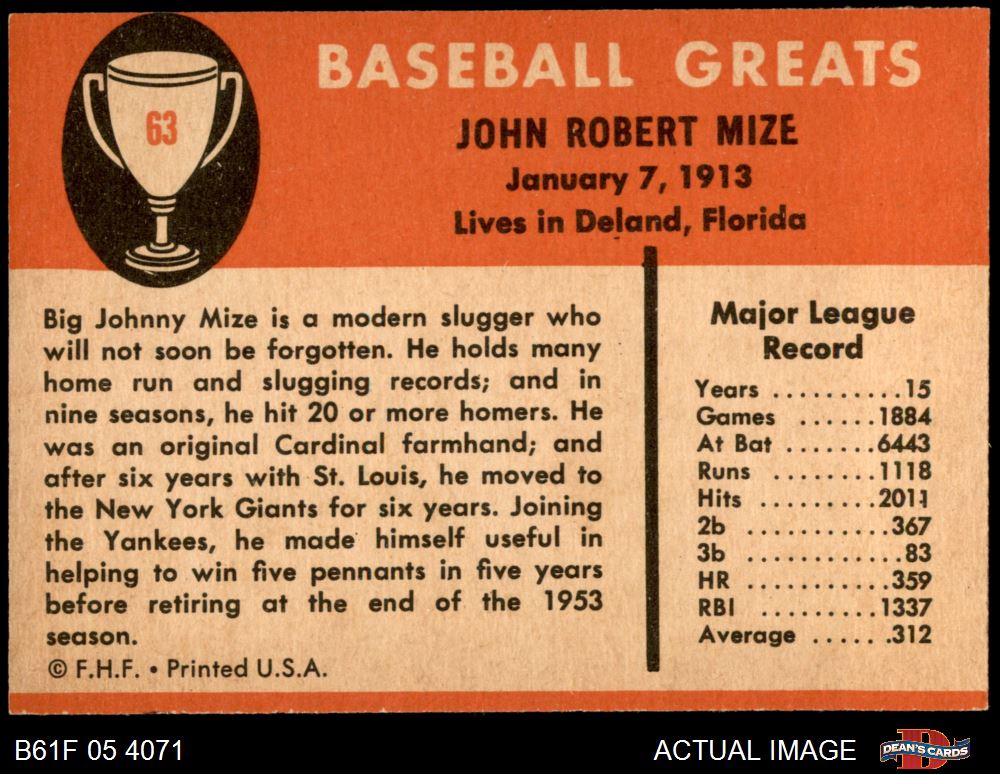 63
BASEBALL GREATS
JOHN ROBERT MIZE
January 7, 1913
Lives in Deland, Florida
Big Johnny Mize is a modern slugger who
will not soon be forgotten. He holds many
home run and slugging records; and in
nine seasons, he hit 20 or more homers. He
was an original Cardinal farmhand; and
after six years with St. Louis, he moved to
the New York Giants for six years. Joining
the Yankees, he made himself useful in
helping to win five pennants in five years
before retiring at the end of the 1953
season.
© F.H.F. • Printed U.S.A.
Major League
Record
Years ..........15
Games ......1884
At Bat .......6443
Runs ........1118
Hits .........2011
2b ..........367
3b ...........83
HR ..........359
RBI .........1337
Average ......312
B61F 05 4071
ACTUAL IMAGE
D
DEAN'S CARDS